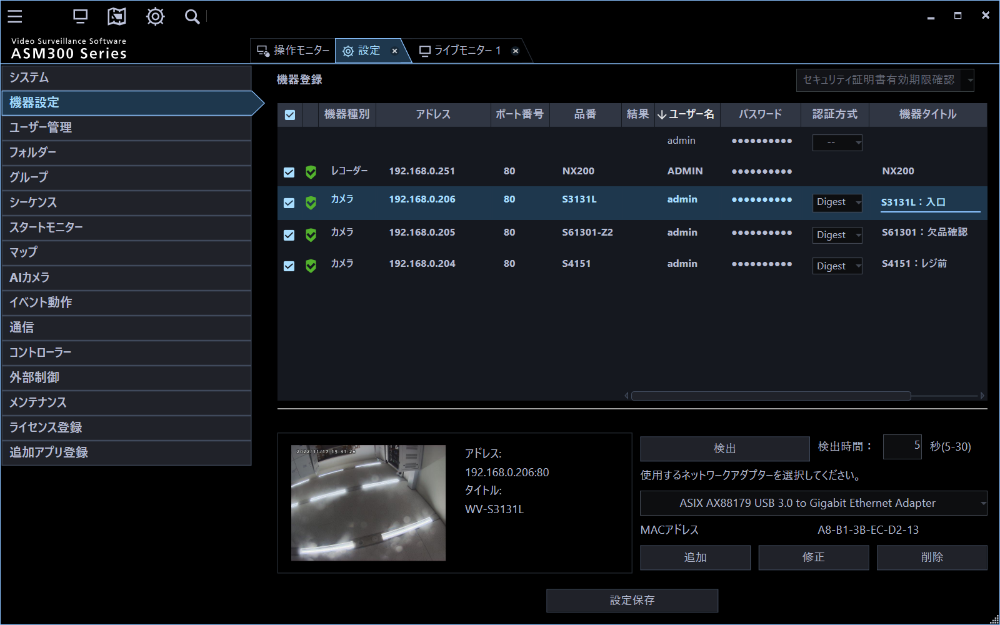 Video Surveillance Software
ASM300 Series
操作モニター
設定
ライブモニター 1
システム
機器設定
ユーザー管理
フォルダー
グループ
シーケンス
スタートモニター
マップ
AIカメラ
イベント動作
通信
コントローラー
外部制御
メンテナンス
ライセンス登録
追加アプリ登録
機器登録
セキュリティ証明書有効期限確認
機器種別 アドレス ポート番号 品番 結果 ↓ユーザー名 パスワード 認証方式 機器タイトル
admin ●●●●●●●●●● --
レコーダー 192.168.0.251 80 NX200 ADMIN ●●●●●●●●●● NX200
カメラ 192.168.0.206 80 S3131L admin ●●●●●●●●●● Digest S3131L：入口
カメラ 192.168.0.205 80 S61301-Z2 admin ●●●●●●●●●● Digest S61301：欠品確認
カメラ 192.168.0.204 80 S4151 admin ●●●●●●●●●● Digest S4151：レジ前
2022/11/17 15:31:26
アドレス:
192.168.0.206:80
タイトル:
WV-S3131L
検出 検出時間： 5 秒(5-30)
使用するネットワークアダプターを選択してください。
ASIX AX88179 USB 3.0 to Gigabit Ethernet Adapter
MACアドレス A8-B1-3B-EC-D2-13
追加 修正 削除
設定保存